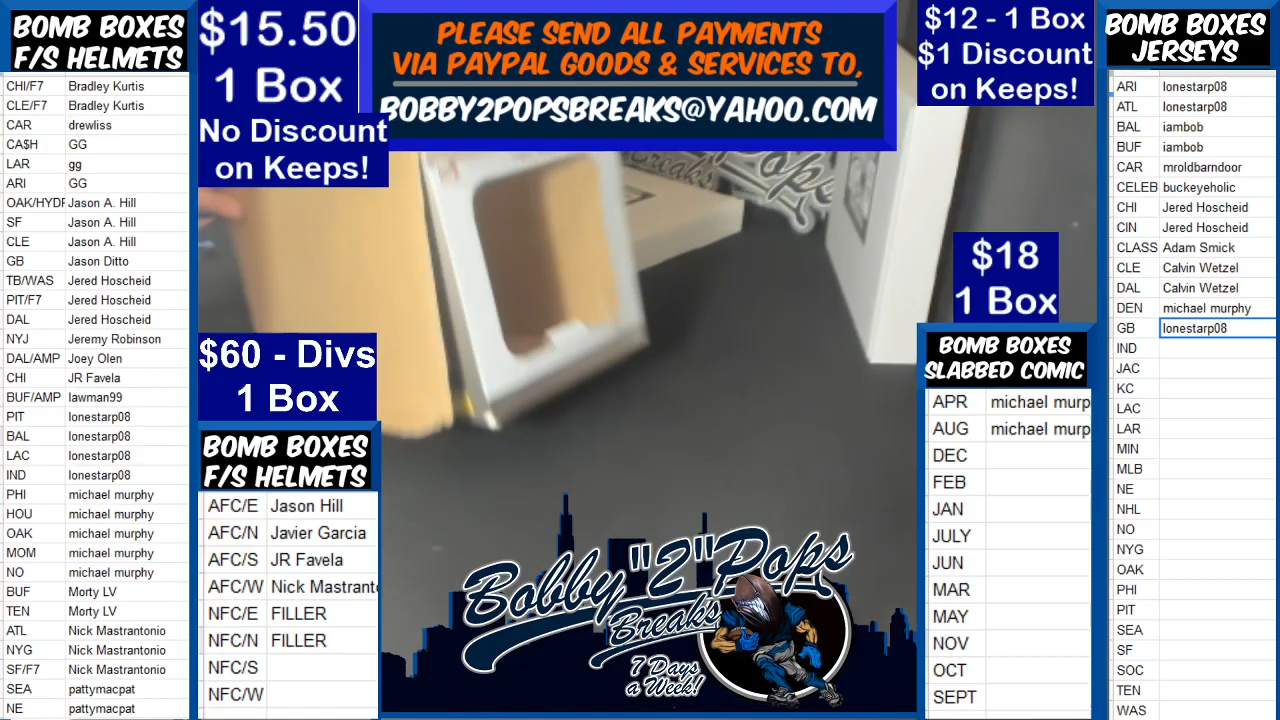 BOMB BOXES
F/S HELMETS
CHI/F7 Bradley Kurtis
CLE/F7 Bradley Kurtis
CAR drewliss
CA$H GG
LAR gg
ARI GG
OAK/HYDR Jason A. Hill
SF Jason A. Hill
CLE Jason A. Hill
GB Jason Ditto
TB/WAS Jered Hoscheid
PIT/F7 Jered Hoscheid
DAL Jered Hoscheid
NYJ Jeremy Robinson
DAL/AMP Joey Olen
CHI JR Favela
BUF/AMP lawman99
PIT lonestarp08
BAL lonestarp08
LAC lonestarp08
IND lonestarp08
PHI michael murphy
HOU michael murphy
OAK michael murphy
MOM michael murphy
NO michael murphy
BUF Morty LV
TEN Morty LV
ATL Nick Mastrantonio
NYG Nick Mastrantonio
SF/F7 Nick Mastrantonio
SEA pattymacpat
NE pattymacpat
$15.50
1 Box
No Discount
on Keeps!
$60 - Divs
1 Box
BOMB BOXES
F/S HELMETS
AFC/E Jason Hill
AFC/N Javier Garcia
AFC/S JR Favela
AFC/W Nick Mastrant
NFC/E FILLER
NFC/N FILLER
NFC/S
NFC/W
PLEASE SEND ALL PAYMENTS
VIA PAYPAL GOODS & SERVICES TO,
BOBBY2POPSBREAKS@YAHOO.COM
Breaks Pops
Bobby "2" Pops
Breaks
7 Days
a Week!
$12 - 1 Box
$1 Discount
on Keeps!
$18
1 Box
BOMB BOXES
SLABBED COMIC
APR michael murp
AUG michael murp
DEC
FEB
JAN
JULY
JUN
MAR
MAY
NOV
OCT
SEPT
BOMB BOXES
JERSEYS
ARI lonestarp08
ATL lonestarp08
BAL iambob
BUF iambob
CAR mroldbarndoor
CELEB buckeyeholic
CHI Jered Hoscheid
CIN Jered Hoscheid
CLASS Adam Smick
CLE Calvin Wetzel
DAL Calvin Wetzel
DEN michael murphy
GB lonestarp08
IND
JAC
KC
LAC
LAR
MIN
MLB
NE
NHL
NO
NYG
OAK
PHI
PIT
SEA
SF
SOC
TEN
WAS